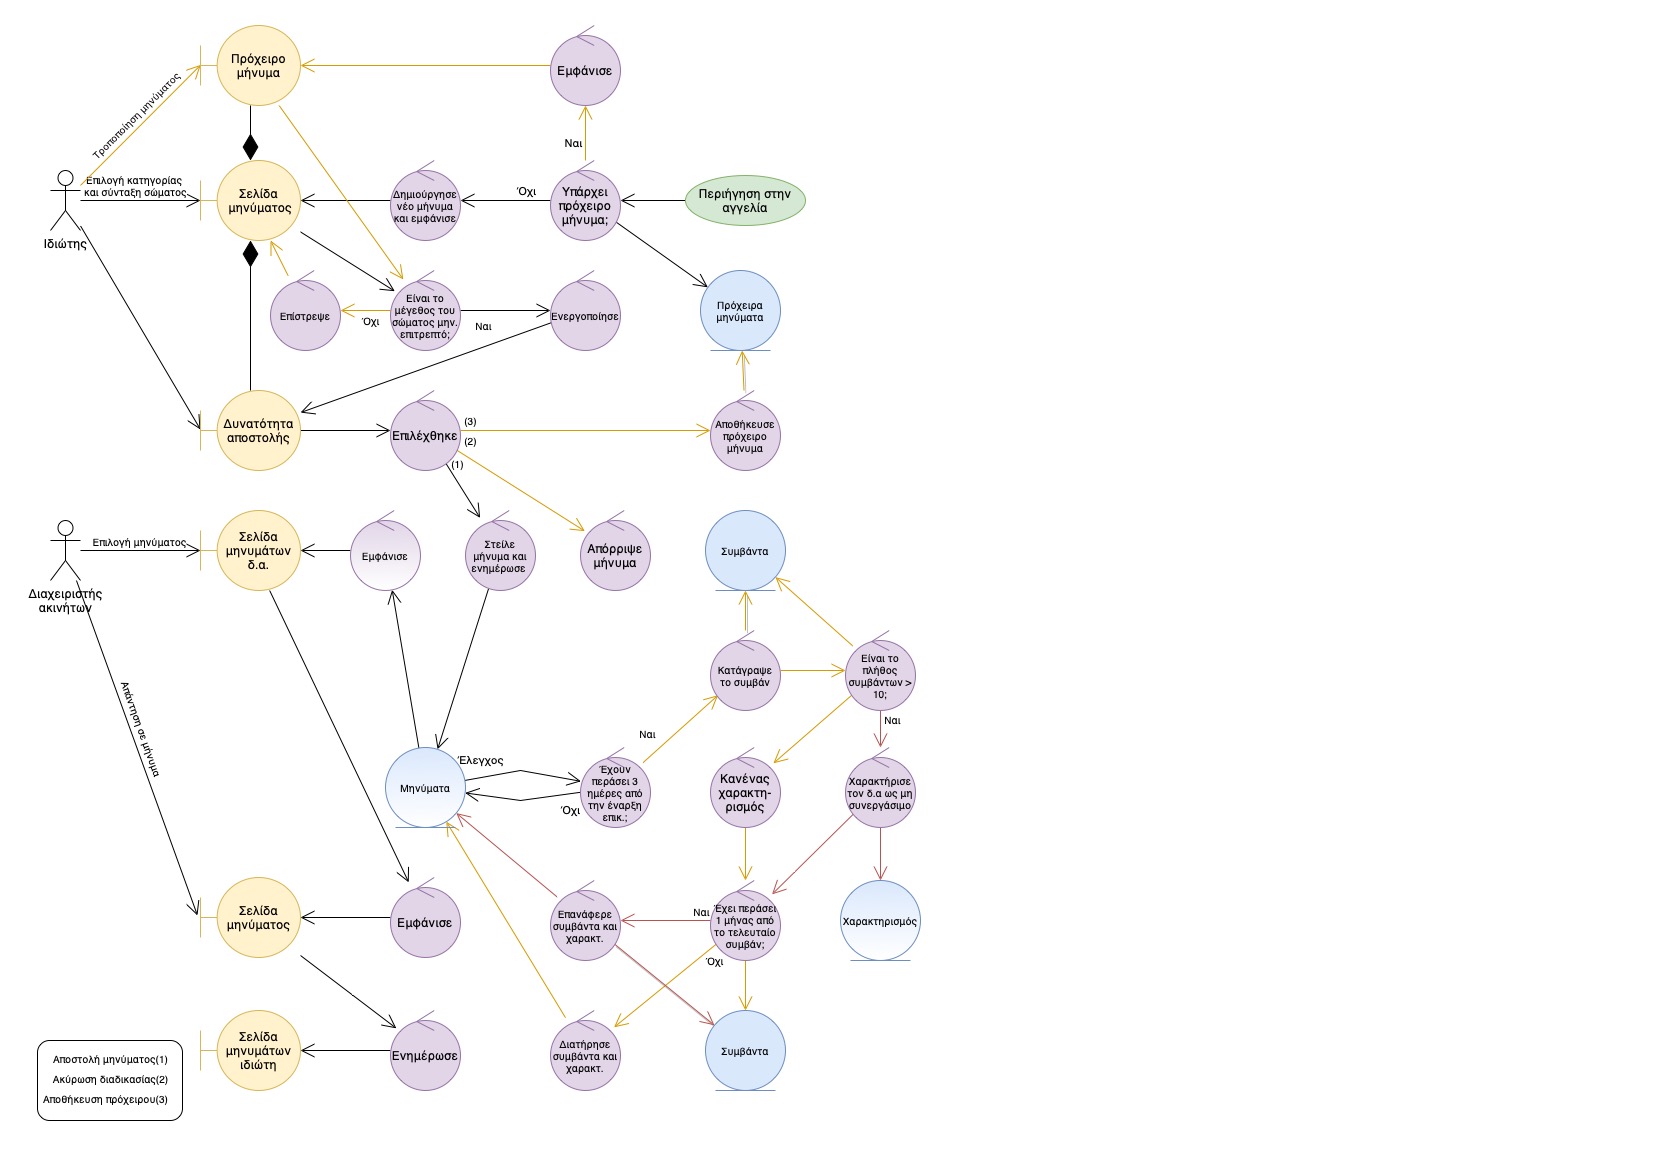 Πρόχειρο
μήνυμα
Εμφάνισε
Τροποποίηση μηνύματος
Ναι
Επιλογή κατηγορίας
και σύνταξη σώματος
Ιδιώτης
Σελίδα
μηνύματος
Δημιούργησε
νέο μήνυμα
και εμφάνισε
Όχι
Υπάρχει
πρόχειρο
μήνυμα;
Περιήγηση στην
αγγελία
Επίστρεψε
Όχι
Είναι το
μέγεθος του
σώματος μην.
επιτρεπτό;
Ναι
Ενεργοποίησε
Πρόχειρα
μηνύματα
Δυνατότητα
αποστολής
Επιλέχθηκε
(3)
(2)
(1)
Αποθήκευσε
πρόχειρο
μήνυμα
Διαχειριστής
ακινήτων
Επιλογή μηνύματος
Σελίδα
μηνυμάτων
δ.α.
Εμφάνισε
Στείλε
μήνυμα και
ενημέρωσε
Απόρριψε
μήνυμα
Συμβάντα
Απάντηση σε μήνυμα
Κατάγραψε
το συμβάν
Είναι το
πλήθος
συμβάντων >
10;
Ναι
Ναι
Μηνύματα
Έλεγχος
Όχι
Έχουν
περάσει 3
ημέρες από
την έναρξη
επικ.;
Κανένας
χαρακτη-
ρισμός
Χαρακτήρισε
τον δ.α ως μη
συνεργάσιμο
Σελίδα
μηνύματος
Εμφάνισε
Επανάφερε
συμβάντα και
χαρακτ.
Ναι
Έχει περάσει
1 μήνας από
το τελευταίο
συμβάν;
Όχι
Χαρακτηρισμός
Σελίδα
μηνυμάτων
ιδιώτη
Ενημέρωσε
Διατήρησε
συμβάντα και
χαρακτ.
Συμβάντα
Αποστολή μηνύματος(1)
Ακύρωση διαδικασίας(2)
Αποθήκευση πρόχειρου(3)